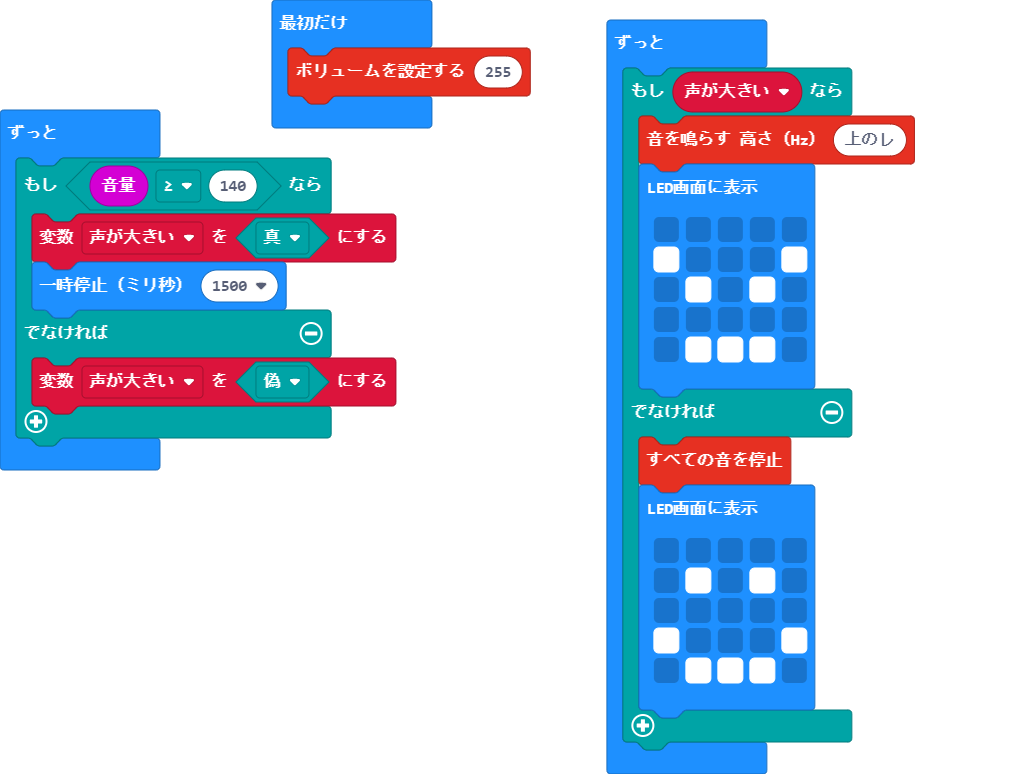 最初だけ
ボリュームを設定する 255
ずっと
もし 音量 ≥ 140 なら
変数 声が大きい を 真 にする
一時停止（ミリ秒） 1500
でなければ
変数 声が大きい を 偽 にする
ずっと
もし 声が大きい なら
音を鳴らす 高さ（Hz） 上のレ
LED画面に表示
でなければ
すべての音を停止
LED画面に表示